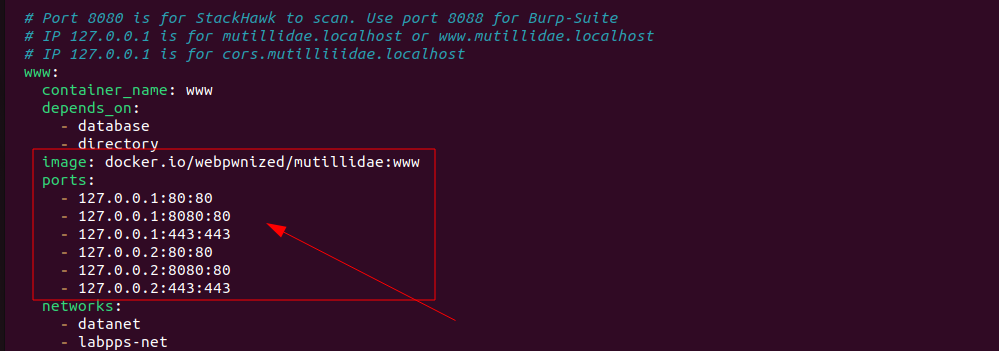 # Port 8080 is for StackHawk to scan. Use port 8088 for Burp-Suite
# IP 127.0.0.1 is for mutillidae.localhost or www.mutillidae.localhost
# IP 127.0.0.1 is for cors.mutilliiidae.localhost
www:
container_name: www
depends_on:
- database
- directory
image: docker.io/webpwnized/mutillidae:www
ports:
- 127.0.0.1:80:80
- 127.0.0.1:8080:80
- 127.0.0.1:443:443
- 127.0.0.2:80:80
- 127.0.0.2:8080:80
- 127.0.0.2:443:443
networks:
- datanet
- labpps-net